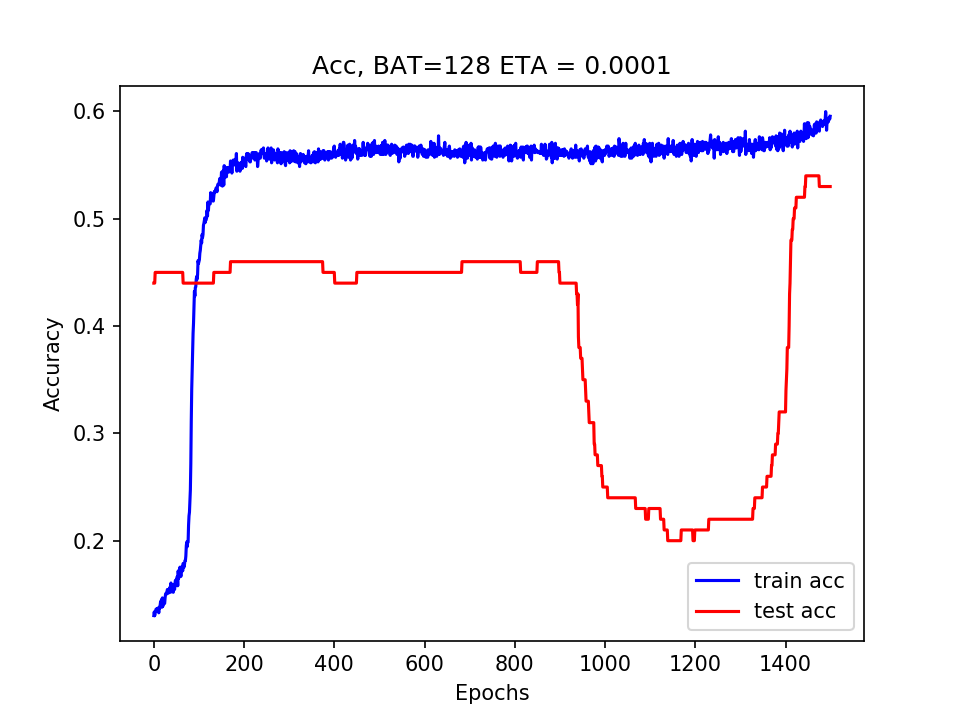 Acc, BAT=128 ETA = 0.0001
0.6
0.5
0.4
0.3
0.2
Accuracy
0 200 400 600 800 1000 1200 1400
Epochs
train acc
test acc